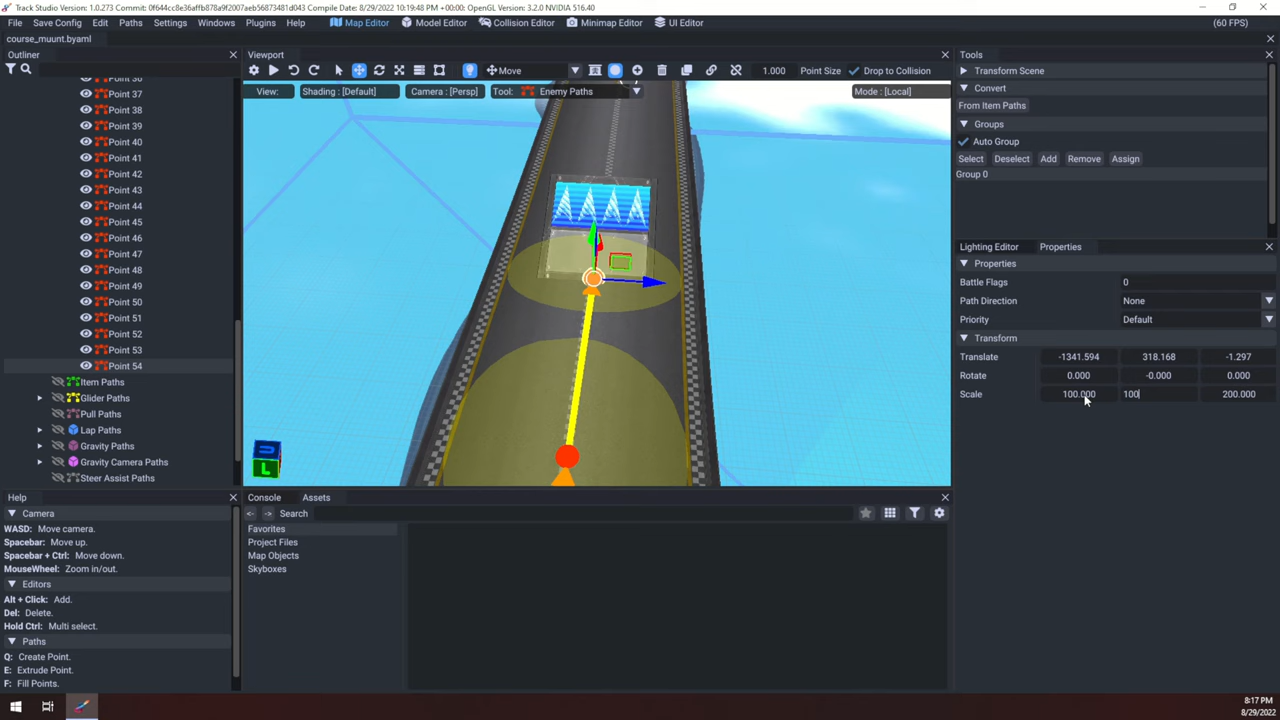 Track Studio Version: 1.0.273 Commit: 0f644cc8e36affb878a9f2007aeb56873481d043 Compile Date: 8/29/2022 10:19:48 PM +00:00: OpenGL Version: 3.2.0 NVIDIA 516.40
File Save Config Edit Paths Settings Windows Plugins Help Map Editor Model Editor Collision Editor Minimap Editor UI Editor (60 FPS)
course_muunt.byaml
Outliner
Point 36
Point 37
Point 38
Point 39
Point 40
Point 41
Point 42
Point 43
Point 44
Point 45
Point 46
Point 47
Point 48
Point 49
Point 50
Point 51
Point 52
Point 53
Point 54
Item Paths
Glider Paths
Pull Paths
Lap Paths
Gravity Paths
Gravity Camera Paths
Steer Assist Paths
Help
Camera
WASD: Move camera.
Spacebar: Move up.
Spacebar + Ctrl: Move down.
MouseWheel: Zoom in/out.
Editors
Alt + Click: Add.
Del: Delete.
Hold Ctrl: Multi select.
Paths
Q: Create Point.
E: Extrude Point.
F: Fill Points.
Viewport
Move 1.000 Point Size Drop to Collision
View: Shading : [Default] Camera : [Persp] Tool: Enemy Paths Mode : [Local]
L
Console Assets
<- -> Search
Favorites
Project Files
Map Objects
Skyboxes
Tools
Transform Scene
Convert
From Item Paths
Groups
Auto Group
Select Deselect Add Remove Assign
Group 0
Lighting Editor Properties
Properties
Battle Flags 0
Path Direction None
Priority Default
Transform
Translate -1341.594 318.168 -1.297
Rotate 0.000 -0.000 0.000
Scale 100.000 100 200.000
8:17 PM
8/29/2022